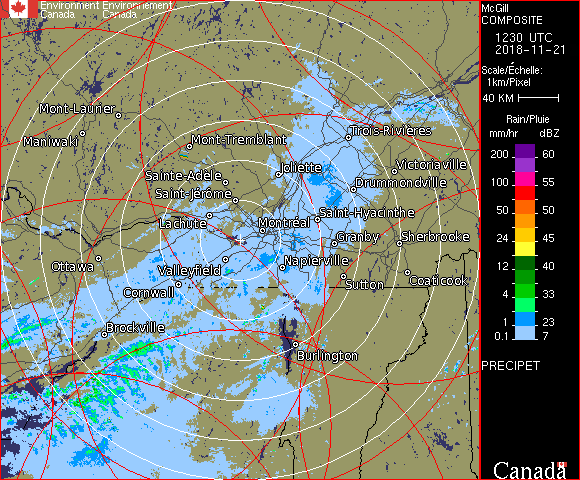 Environment Environnement
Canada Canada
McGill
COMPOSITE
1230 UTC
2018-11-21
Scale/Échelle:
1km/Pixel
40 KM
Rain/Pluie
mm/hr dBZ
200 60
100 55
50 50
24 45
12 40
4 33
1 23
0.1 7
PRECIPET
Canada
Mont-Laurier
Maniwaki
Mont-Tremblant
Trois-Rivières
Sainte-Adèle
Joliette
Victoriaville
Saint-Jérôme
Drummondville
Lachute
Montréal
Saint-Hyacinthe
Granby
Sherbrooke
Ottawa
Valleyfield
Napierville
Cornwall
Sutton
Coaticook
Brockville
Burlington